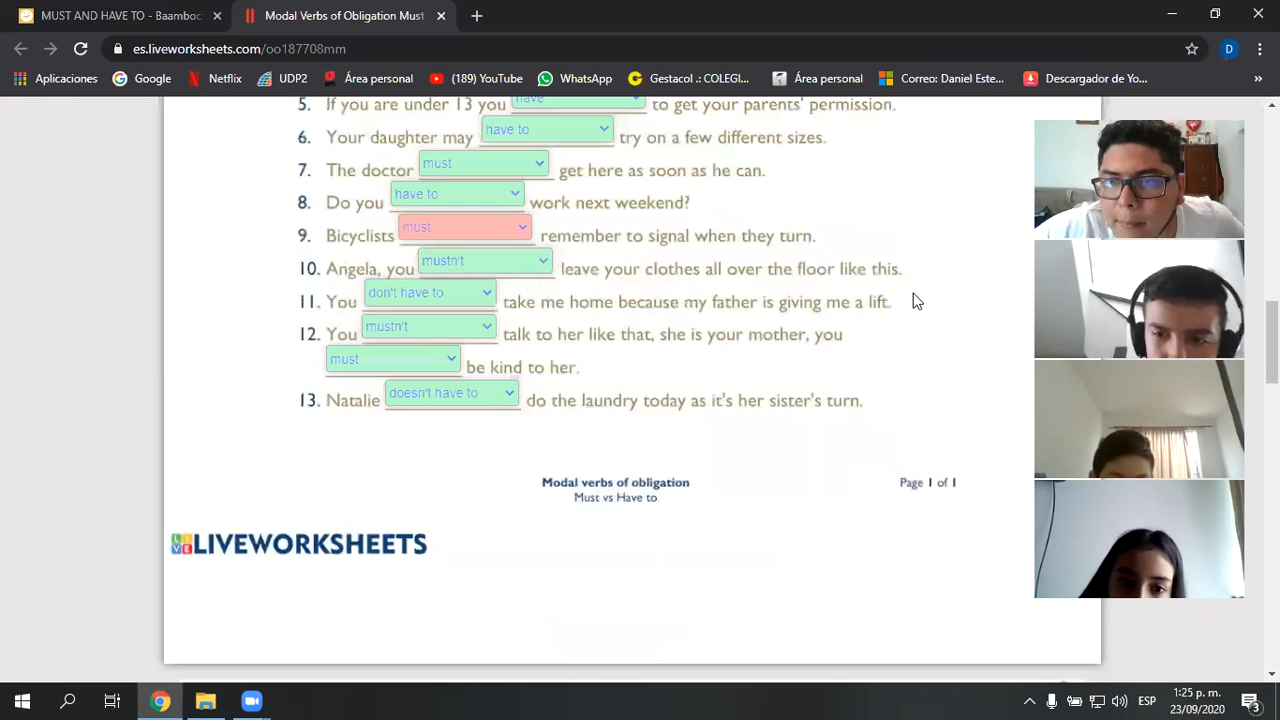 MUST AND HAVE TO - Baamboo
Modal Verbs of Obligation Must
es.liveworksheets.com/oo187708mm
D
Aplicaciones
Google
Netflix
UDP2
Área personal
(189) YouTube
WhatsApp
Gestacol .: COLEGI...
Área personal
Correo: Daniel Este...
Descargador de Yo...
»
5. If you are under 13 you have to get your parents' permission.
6. Your daughter may have to try on a few different sizes.
7. The doctor must get here as soon as he can.
8. Do you have to work next weekend?
9. Bicyclists must remember to signal when they turn.
10. Angela, you mustn't leave your clothes all over the floor like this.
11. You don't have to take me home because my father is giving me a lift.
12. You mustn't talk to her like that, she is your mother, you
must be kind to her.
13. Natalie doesn't have to do the laundry today as it's her sister's turn.
Modal verbs of obligation
Must vs Have to
Page 1 of 1
LIVEWORKSHEETS
ESP
1:25 p. m.
23/09/2020
3